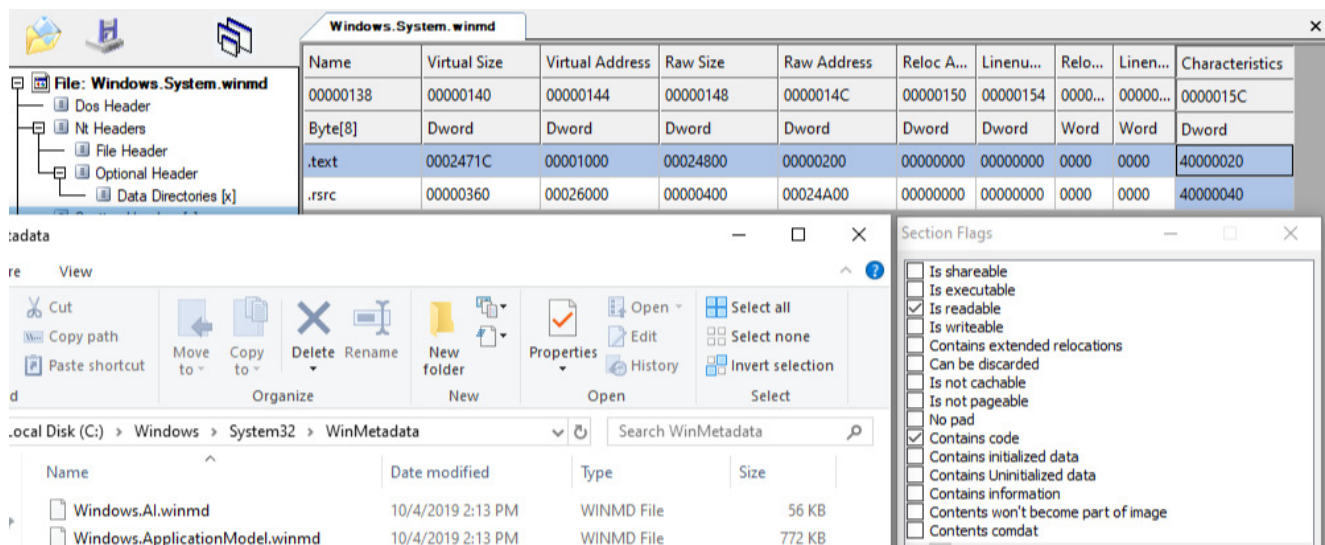 Windows.System.winmd
Name Virtual Size Virtual Address Raw Size Raw Address Reloc A... Linenu... Relo... Linen... Characteristics
00000138 00000140 00000144 00000148 0000014C 00000150 00000154 0000... 00000... 0000015C
Byte[8] Dword Dword Dword Dword Dword Dword Word Word Dword
.text 0002471C 00001000 00024800 00000200 00000000 00000000 0000 0000 40000020
.rsrc 00000360 00026000 00000400 00024A00 00000000 00000000 0000 0000 40000040
File: Windows.System.winmd
Dos Header
Nt Headers
File Header
Optional Header
Data Directories [x]
tadata
re View
Cut
Copy path
Paste shortcut
Move to
Copy to
Delete
Rename
New folder
Properties
Open
Edit
History
Select all
Select none
Invert selection
d Organize New Open Select
Local Disk (C:) > Windows > System32 > WinMetadata
Search WinMetadata
Name Date modified Type Size
Windows.AI.winmd 10/4/2019 2:13 PM WINMD File 56 KB
Windows.ApplicationModel.winmd 10/4/2019 2:13 PM WINMD File 772 KB
Section Flags
Is shareable
Is executable
Is readable
Is writeable
Contains extended relocations
Can be discarded
Is not cachable
Is not pageable
No pad
Contains code
Contains initialized data
Contains Uninitialized data
Contains information
Contents won't become part of image
Contents comdat